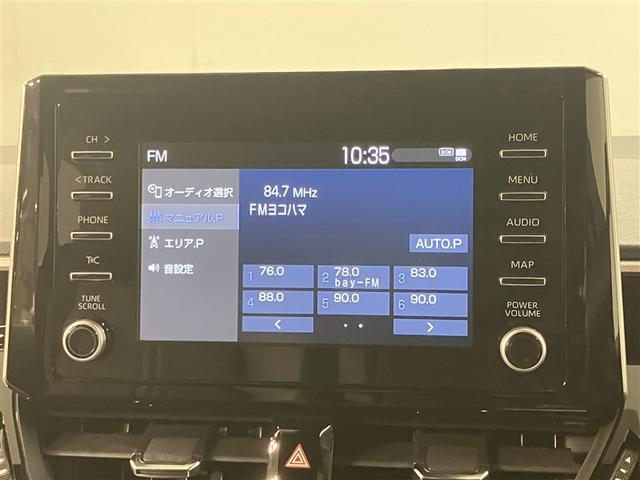 CH >
< TRACK
PHONE
T&C
TUNE
SCROLL
FM
10:35
DCM
DCM
オーディオ選択
マニュアル.P
エリア.P
音設定
84.7 MHz
FMヨコハマ
AUTO.P
1 76.0
2 78.0
bay-FM
3 83.0
4 88.0
5 90.0
6 90.0
<
>
HOME
MENU
AUDIO
MAP
POWER
VOLUME